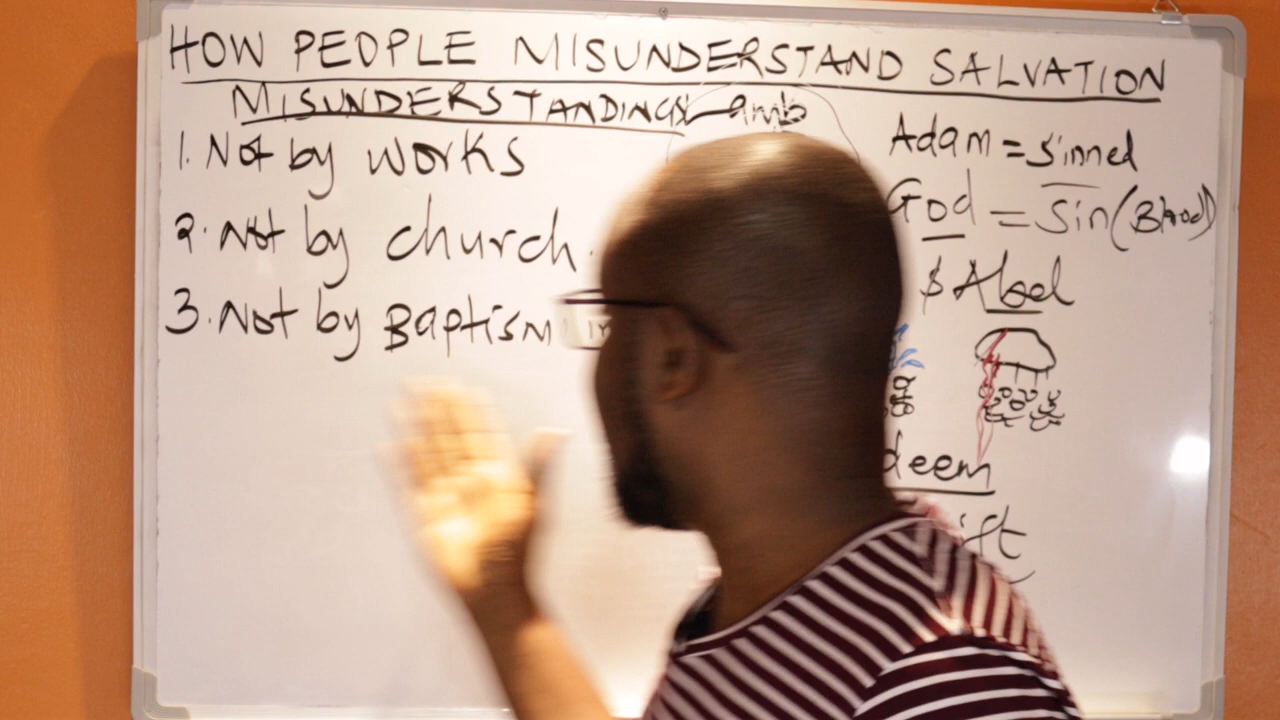 HOW PEOPLE MISUNDERSTAND SALVATION
MISUNDERSTANDINGS
1. Not by works
2. Not by church.
3. Not by Baptism
Adam = Sinned
God = Sin (Blood)
$ Abel
deem
ift